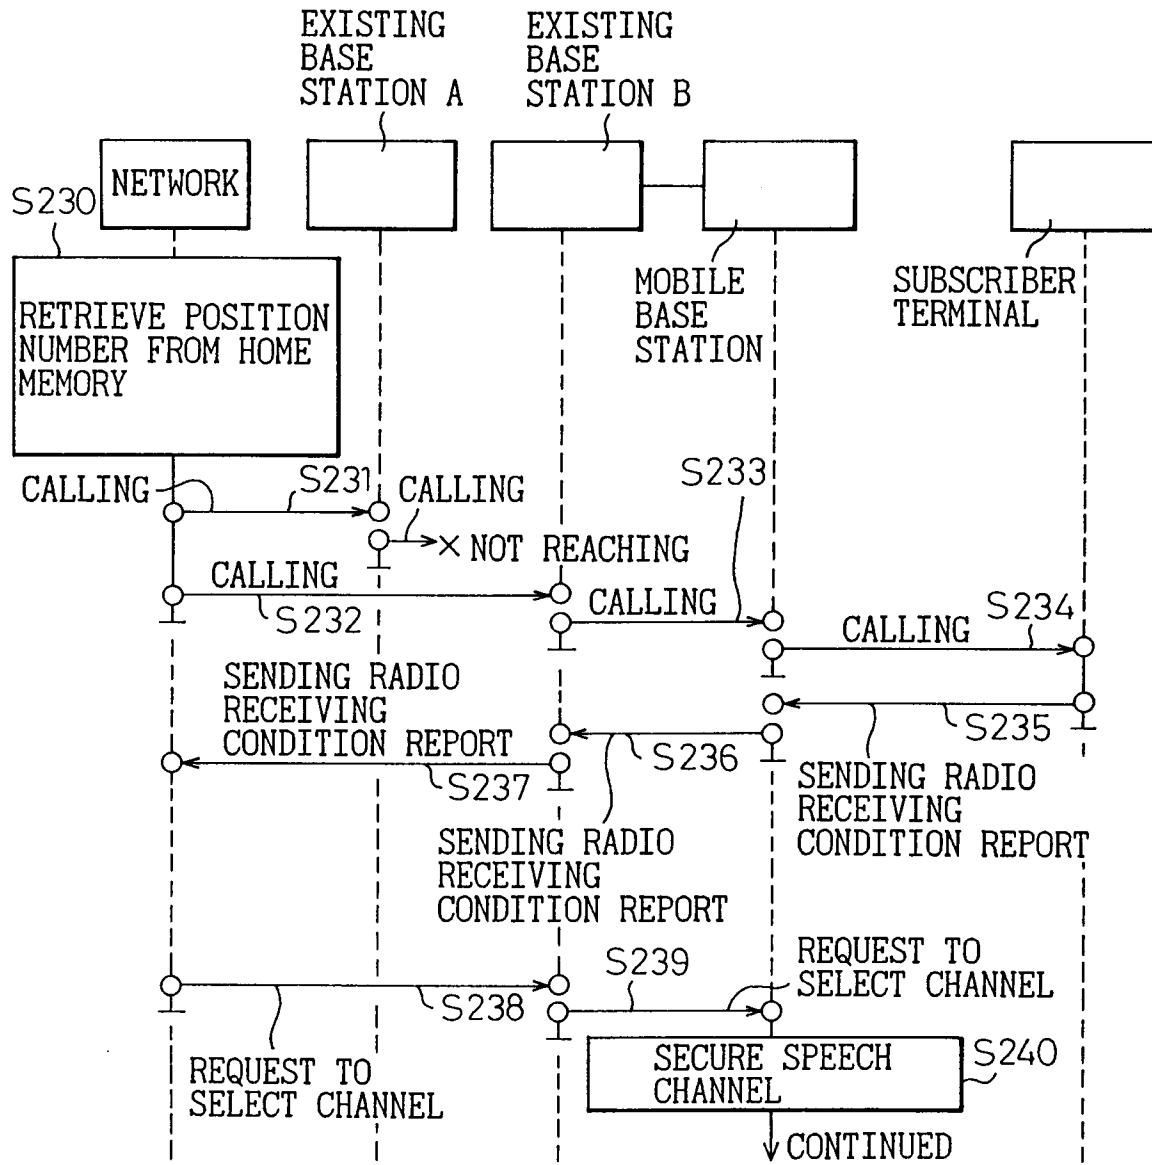 EXISTING
BASE
STATION A
EXISTING
BASE
STATION B
NETWORK
S230
MOBILE
BASE
STATION
SUBSCRIBER
TERMINAL
RETRIEVE POSITION
NUMBER FROM HOME
MEMORY
CALLING
S231
CALLING
S233
× NOT REACHING
CALLING
S232
CALLING
CALLING
S234
SENDING RADIO
RECEIVING
CONDITION REPORT
S235
S236
S237
SENDING RADIO
RECEIVING
CONDITION REPORT
SENDING RADIO
RECEIVING
CONDITION REPORT
S239
REQUEST TO
SELECT CHANNEL
S238
REQUEST TO
SELECT CHANNEL
SECURE SPEECH
CHANNEL
S240
CONTINUED